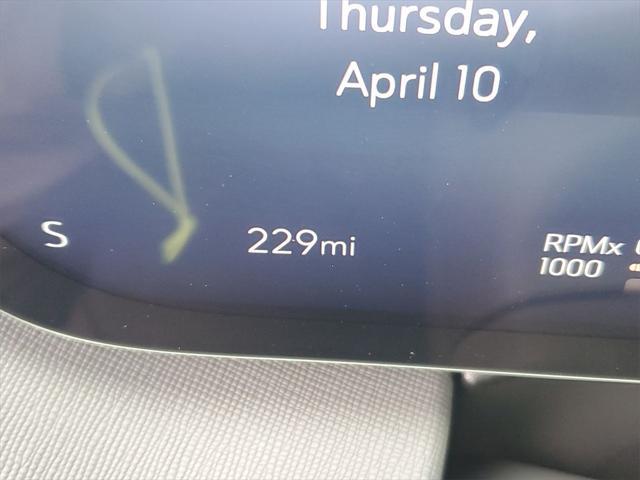 Thursday,
April 10
S
229mi
RPMx
1000